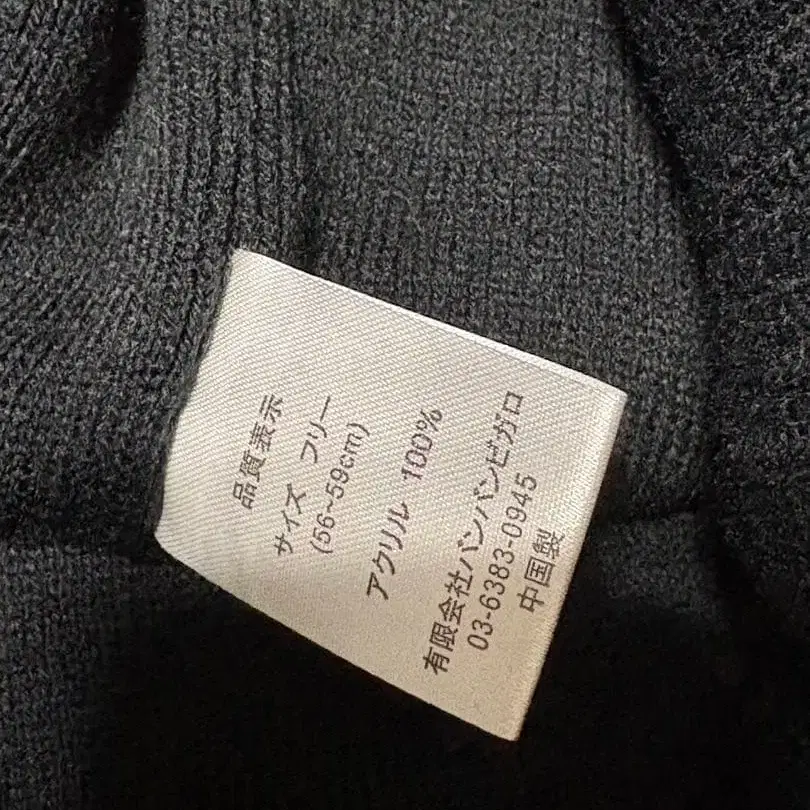 品質表示
サイズ フリー
(56~59cm)
アクリル 100%
有限会社バンバンビガロ
03-6383-0945
中国製